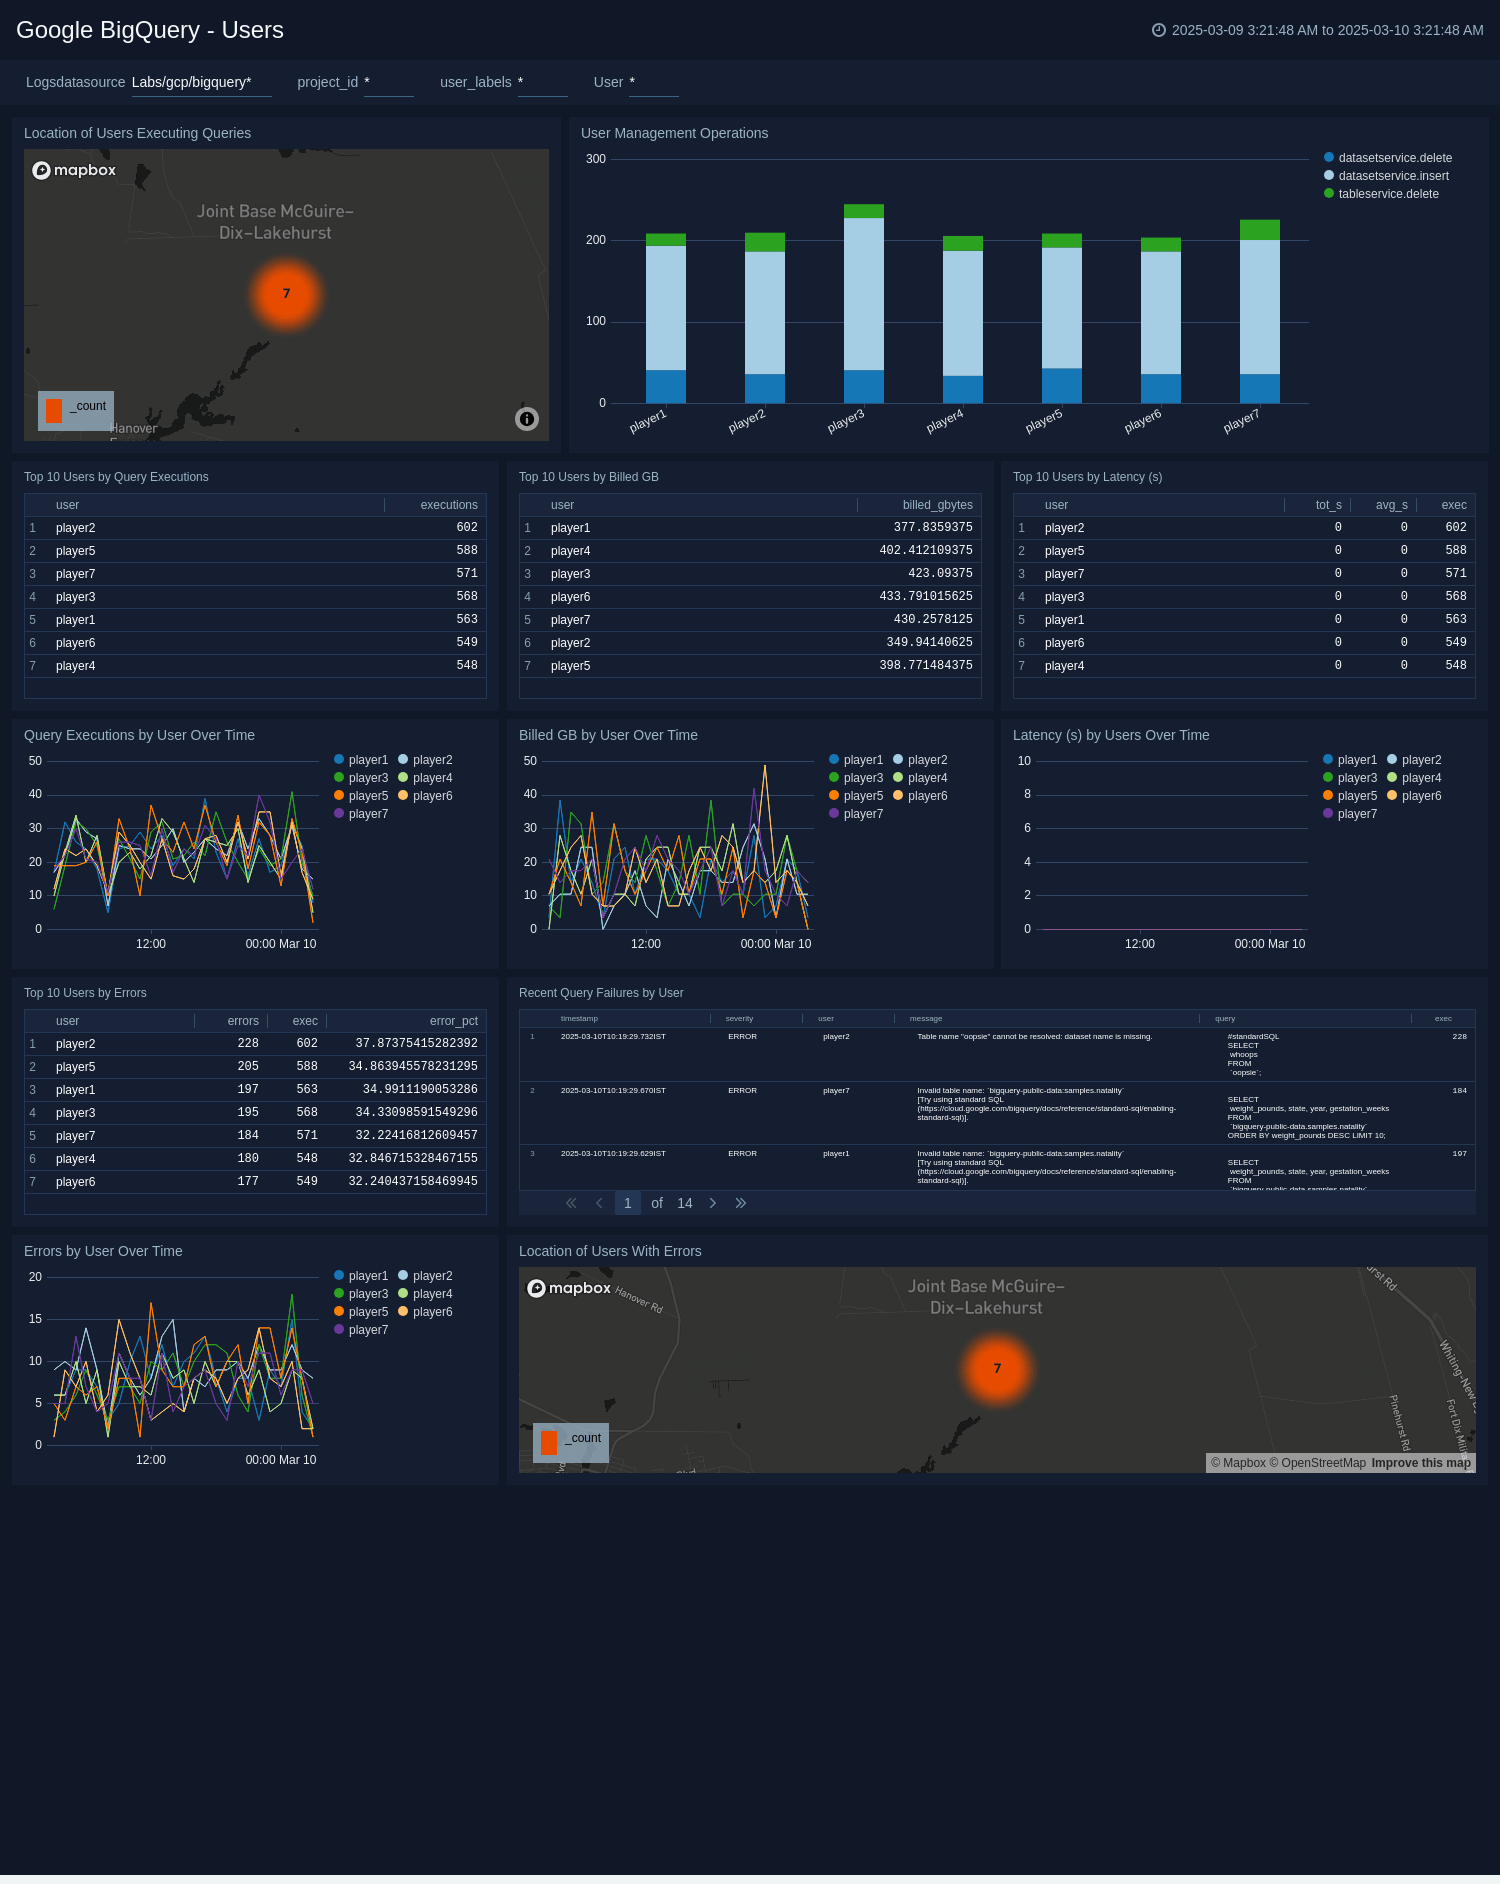 Google BigQuery - Users
2025-03-09 3:21:48 AM to 2025-03-10 3:21:48 AM
Logsdatasource Labs/gcp/bigquery* project_id * user_labels * User *
Location of Users Executing Queries
mapbox
Joint Base McGuire–
Dix–Lakehurst
7
_count
Hanover
User Management Operations
300
200
100
0
player1 player2 player3 player4 player5 player6 player7
datasetservice.delete
datasetservice.insert
tableservice.delete
Top 10 Users by Query Executions
user executions
1 player2 602
2 player5 588
3 player7 571
4 player3 568
5 player1 563
6 player6 549
7 player4 548
Top 10 Users by Billed GB
user billed_gbytes
1 player1 377.8359375
2 player4 402.412109375
3 player3 423.09375
4 player6 433.791015625
5 player7 430.2578125
6 player2 349.94140625
7 player5 398.771484375
Top 10 Users by Latency (s)
user tot_s avg_s exec
1 player2 0 0 602
2 player5 0 0 588
3 player7 0 0 571
4 player3 0 0 568
5 player1 0 0 563
6 player6 0 0 549
7 player4 0 0 548
Query Executions by User Over Time
50
40
30
20
10
0
12:00 00:00 Mar 10
player1 player2
player3 player4
player5 player6
player7
Billed GB by User Over Time
50
40
30
20
10
0
12:00 00:00 Mar 10
player1 player2
player3 player4
player5 player6
player7
Latency (s) by Users Over Time
10
8
6
4
2
0
12:00 00:00 Mar 10
player1 player2
player3 player4
player5 player6
player7
Top 10 Users by Errors
user errors exec error_pct
1 player2 228 602 37.87375415282392
2 player5 205 588 34.863945578231295
3 player1 197 563 34.9911190053286
4 player3 195 568 34.33098591549296
5 player7 184 571 32.22416812609457
6 player4 180 548 32.846715328467155
7 player6 177 549 32.240437158469945
Recent Query Failures by User
timestamp severity user message query exec
1 2025-03-10T10:19:29.732IST ERROR player2 Table name "oopsie" cannot be resolved: dataset name is missing. #standardSQL 228
SELECT
whoops
FROM
`oopsie`;
2 2025-03-10T10:19:29.670IST ERROR player7 Invalid table name: `bigquery-public-data:samples.natality` 184
[Try using standard SQL SELECT
(https://cloud.google.com/bigquery/docs/reference/standard-sql/enabling- weight_pounds, state, year, gestation_weeks
standard-sql)]. FROM
`bigquery-public-data.samples.natality`
ORDER BY weight_pounds DESC LIMIT 10;
3 2025-03-10T10:19:29.629IST ERROR player1 Invalid table name: `bigquery-public-data:samples.natality` 197
[Try using standard SQL SELECT
(https://cloud.google.com/bigquery/docs/reference/standard-sql/enabling- weight_pounds, state, year, gestation_weeks
standard-sql)]. FROM
`bigquery-public-data.samples.natality`
1 of 14
Errors by User Over Time
20
15
10
5
0
12:00 00:00 Mar 10
player1 player2
player3 player4
player5 player6
player7
Location of Users With Errors
mapbox
Hanover Rd
Joint Base McGuire–
Dix–Lakehurst
7
_count
Pinehurst Rd
© Mapbox © OpenStreetMap Improve this map